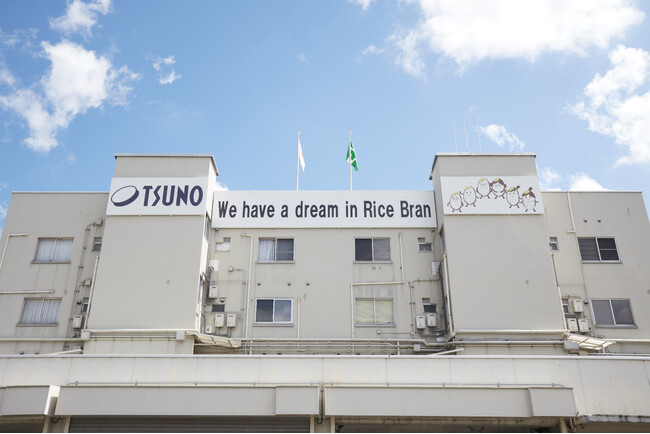 TSUNO
We have a dream in Rice Bran